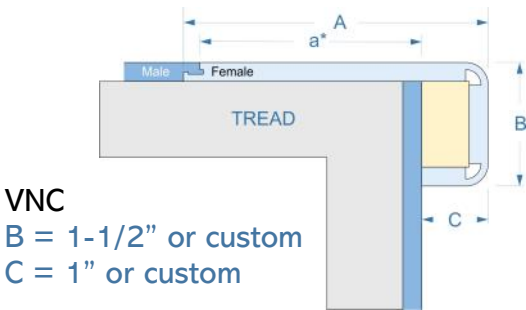 A
a*
Male Female
B
TREAD
C
VNC
B = 1-1/2" or custom
C = 1" or custom